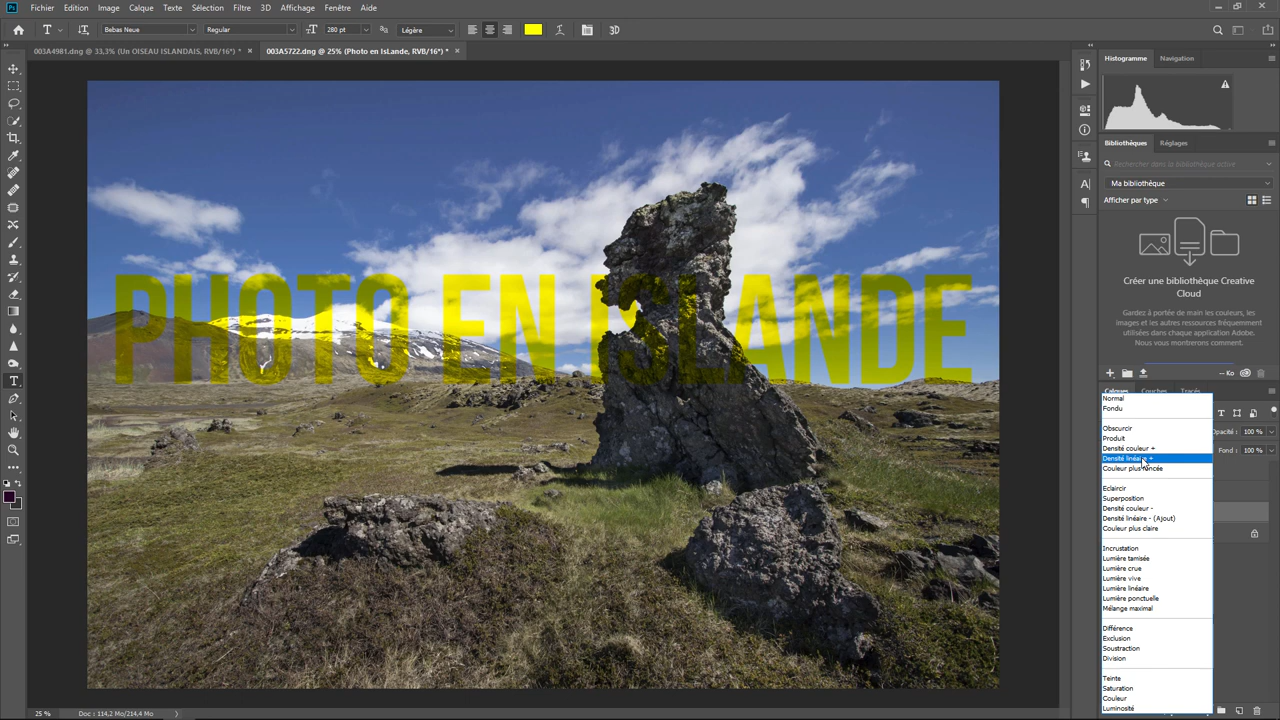 Ps Fichier Edition Image Calque Texte Sélection Filtre 3D Affichage Fenêtre Aide
T Bebas Neue Regular 280 pt Légère 3D
003A4981.dng @ 33,3% (Un OISEAU ISLANDAIS, RVB/16*) * × 003A5722.dng @ 25% (Photo en IsLande, RVB/16*) * ×
Histogramme Navigation
Bibliothèques Réglages
Rechercher dans la bibliothèque active
Ma bibliothèque
Afficher par type
Créer une bibliothèque Creative
Cloud
Gardez à portée de main les couleurs, les
images et les autres ressources fréquemment
utilisées dans chaque application Adobe.
Nous vous montrerons comment.
-- Ko
PHOTO EN ISLANDE
Calques Couches Tracés
Normal
Fondu
Obscurcir
Produit
Densité couleur +
Densité linéaire +
Couleur plus foncée
Eclaircir
Superposition
Densité couleur -
Densité linéaire - (Ajout)
Couleur plus claire
Incrustation
Lumière tamisée
Lumière crue
Lumière vive
Lumière linéaire
Lumière ponctuelle
Mélange maximal
Différence
Exclusion
Soustraction
Division
Teinte
Saturation
Couleur
Luminosité
Opacité : 100 %
Fond : 100 %
25 % Doc : 114,2 Mo/214,4 Mo